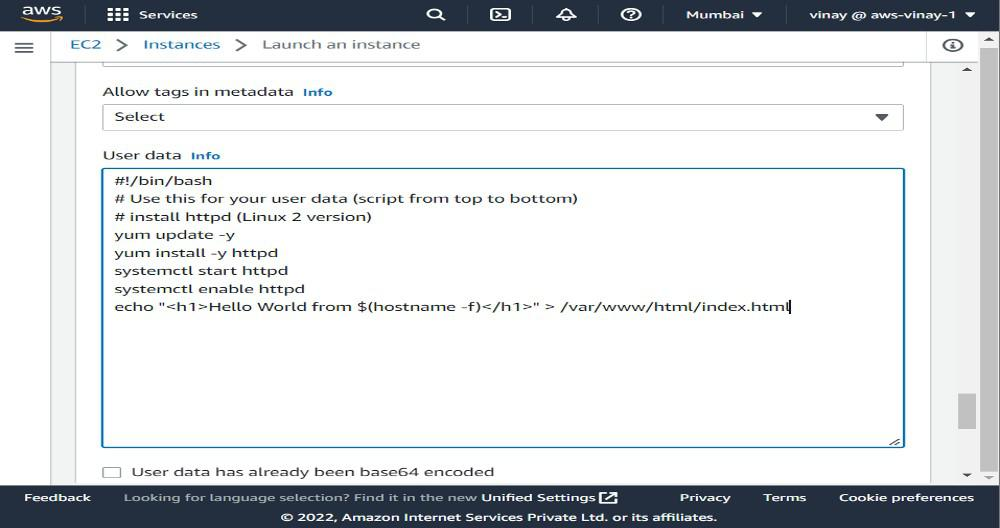 aws Services Mumbai vinay @ aws-vinay-1
EC2 > Instances > Launch an instance
Allow tags in metadata Info
Select
User data Info
#!/bin/bash
# Use this for your user data (script from top to bottom)
# install httpd (Linux 2 version)
yum update -y
yum install -y httpd
systemctl start httpd
systemctl enable httpd
echo "<h1>Hello World from $(hostname -f)</h1>" > /var/www/html/index.html
User data has already been base64 encoded
Feedback Looking for language selection? Find it in the new Unified Settings Privacy Terms Cookie preferences
© 2022, Amazon Internet Services Private Ltd. or its affiliates.